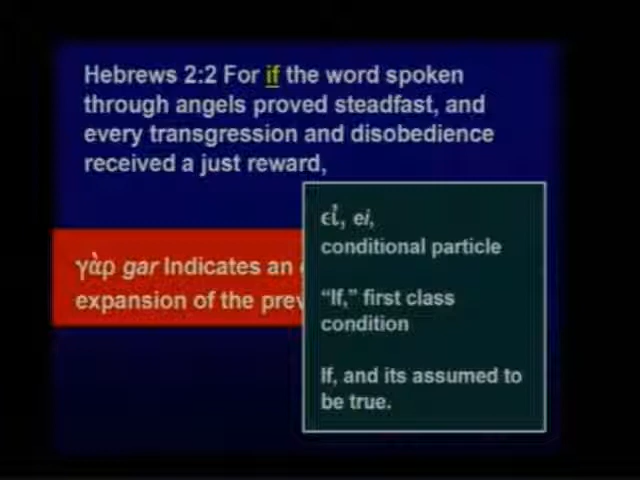 Hebrews 2:2 For if the word spoken
through angels proved steadfast, and
every transgression and disobedience
received a just reward,
γὰρ gar Indicates an
expansion of the prev
εἰ, ei,
conditional particle
“If,” first class
condition
If, and its assumed to
be true.